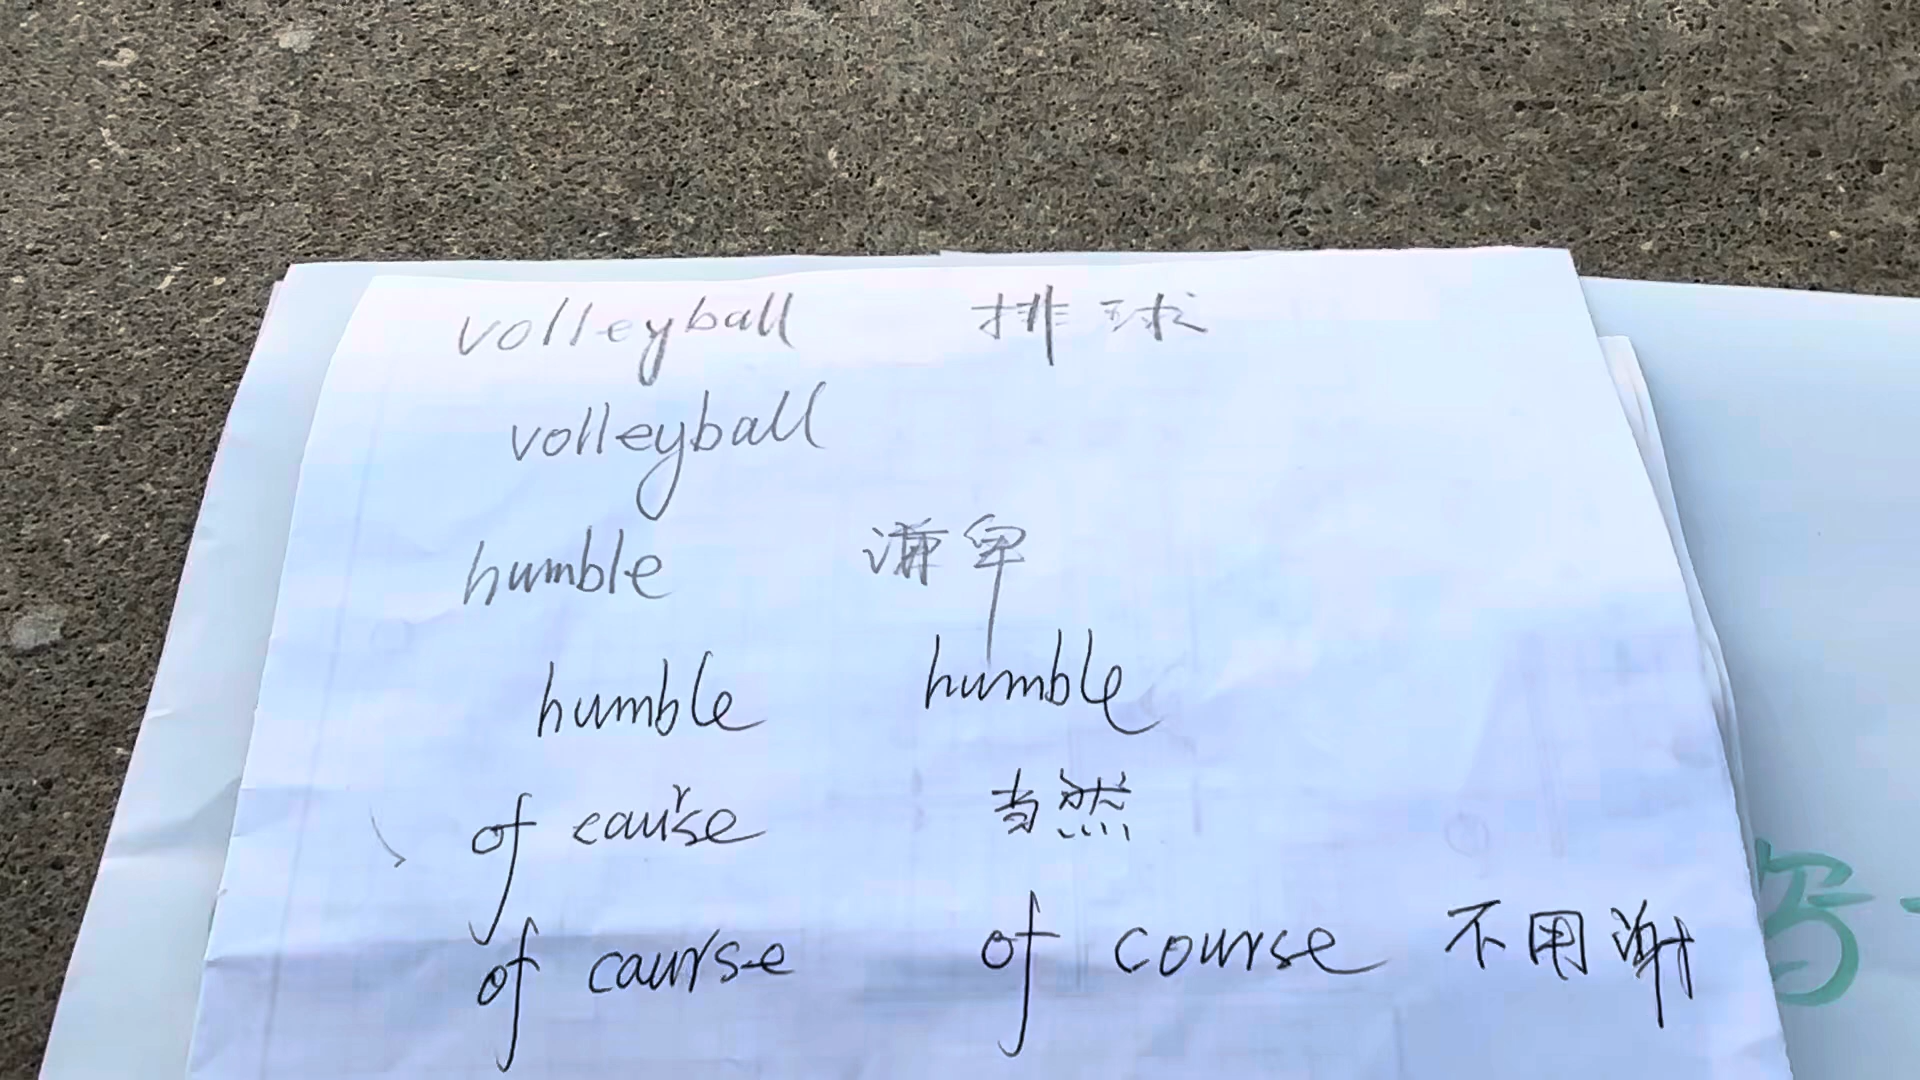 volleyball 排球
volleyball
humble 谦卑
humble humble
of caurse 当然
of caurse of course 不用谢